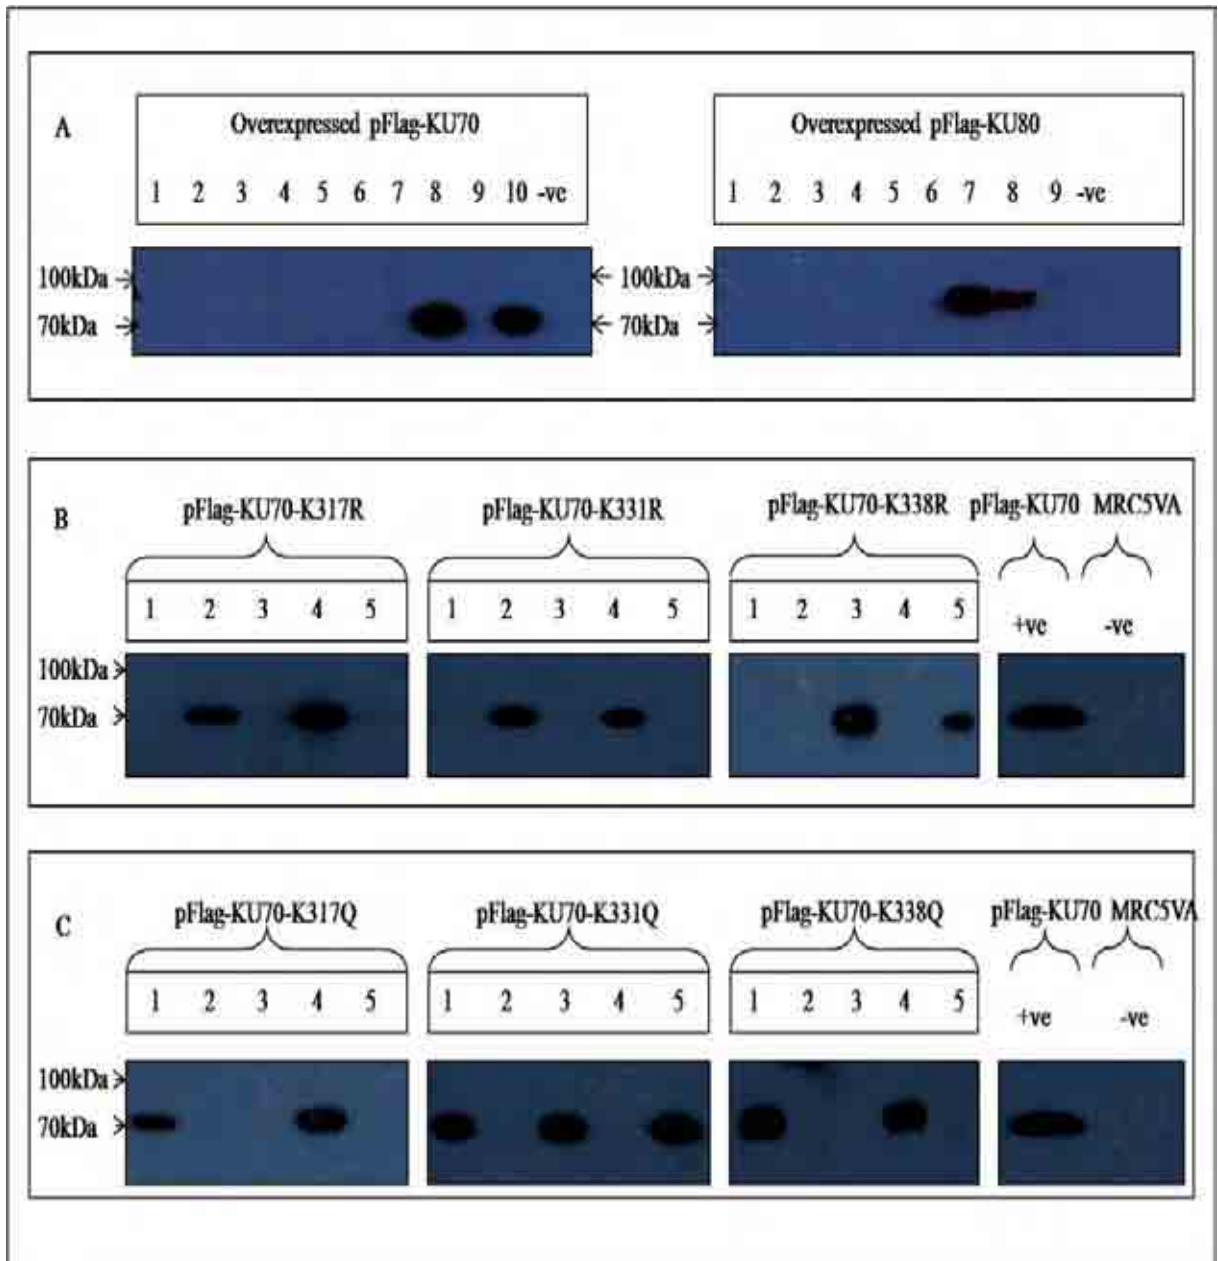 A
Overexpressed pFlag-KU70
1 2 3 4 5 6 7 8 9 10 -ve
Overexpressed pFlag-KU80
1 2 3 4 5 6 7 8 9 -ve
100kDa
70kDa
100kDa
70kDa
B
pFlag-KU70-K317R
pFlag-KU70-K331R
pFlag-KU70-K338R
pFlag-KU70
MRC5VA
1 2 3 4 5
1 2 3 4 5
1 2 3 4 5
+ve
-ve
100kDa
70kDa
C
pFlag-KU70-K317Q
pFlag-KU70-K331Q
pFlag-KU70-K338Q
pFlag-KU70
MRC5VA
1 2 3 4 5
1 2 3 4 5
1 2 3 4 5
+ve
-ve
100kDa
70kDa